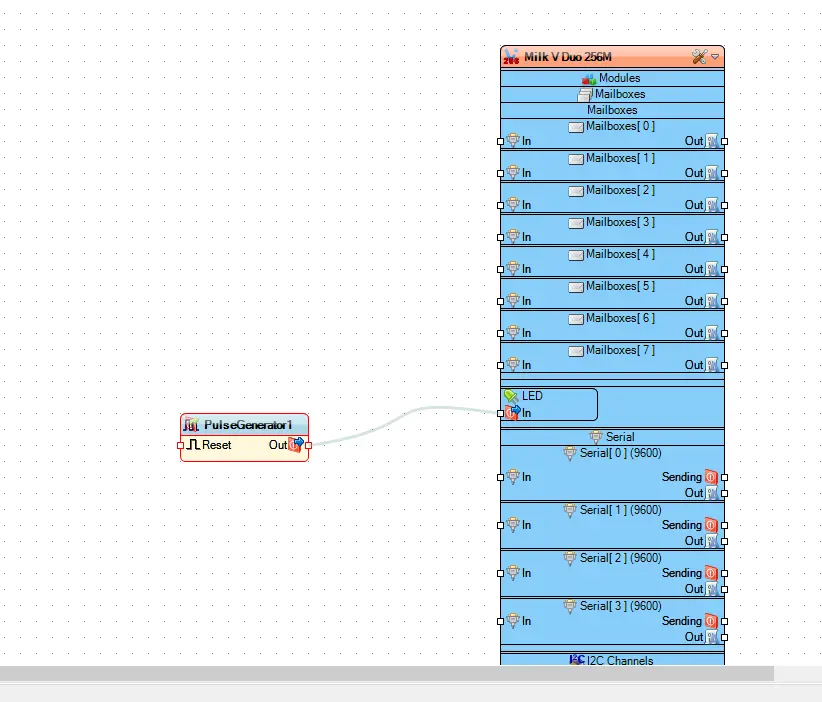 Milk V Duo 256M
Modules
Mailboxes
Mailboxes
Mailboxes[ 0 ]
In Out
Mailboxes[ 1 ]
In Out
Mailboxes[ 2 ]
In Out
Mailboxes[ 3 ]
In Out
Mailboxes[ 4 ]
In Out
Mailboxes[ 5 ]
In Out
Mailboxes[ 6 ]
In Out
Mailboxes[ 7 ]
In Out
LED
In
PulseGenerator1
Reset Out
Serial
Serial[ 0 ] (9600)
In Sending
Out
Serial[ 1 ] (9600)
In Sending
Out
Serial[ 2 ] (9600)
In Sending
Out
Serial[ 3 ] (9600)
In Sending
Out
I2C I2C Channels